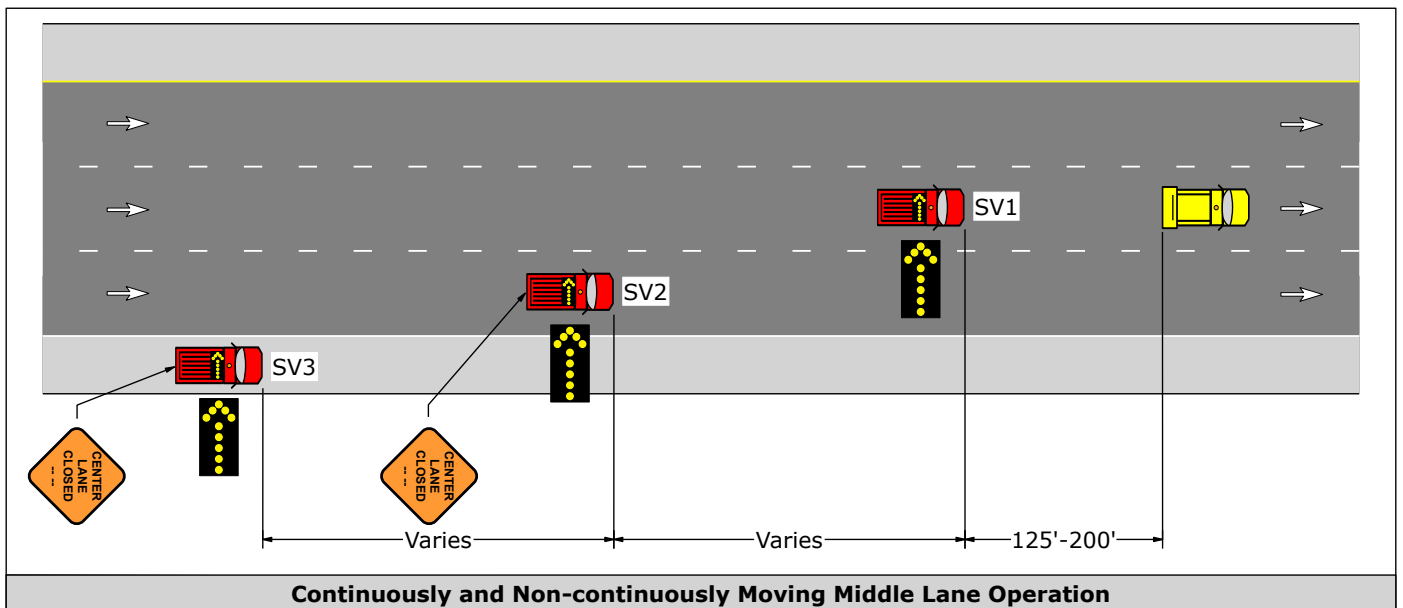 SV1
SV2
SV3
CENTER
LANE
CLOSED
-- --
CENTER
LANE
CLOSED
-- --
Varies
Varies
125'-200'
Continuously and Non-continuously Moving Middle Lane Operation